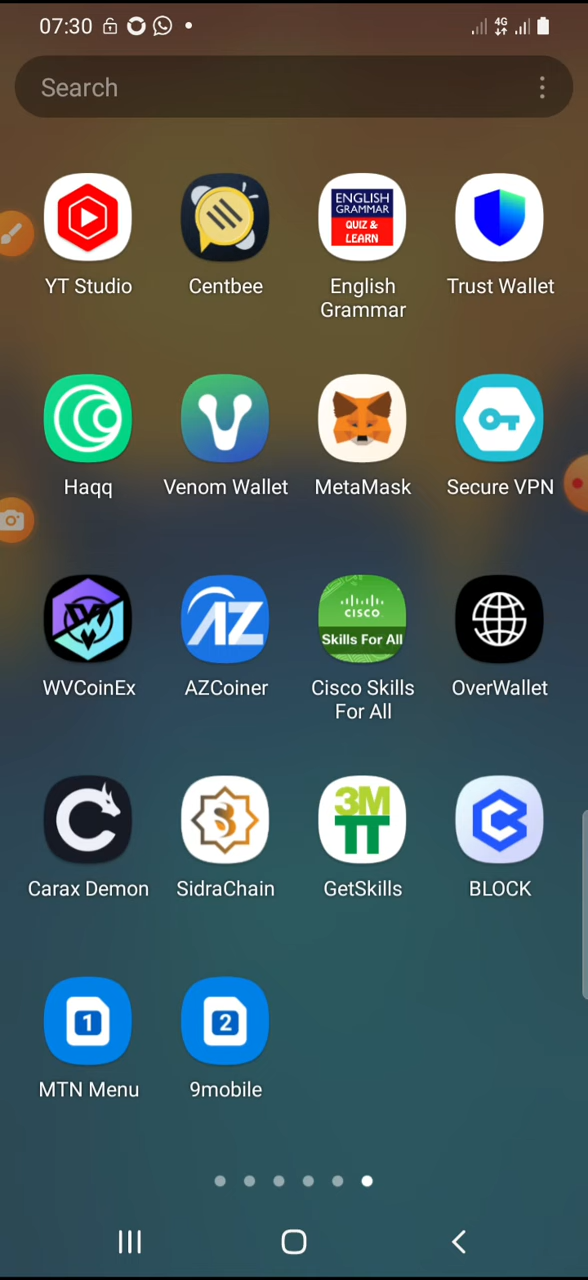 07:30
4G
Search
ENGLISH
GRAMMAR
QUIZ &
LEARN
YT Studio
Centbee
English
Grammar
Trust Wallet
Haqq
Venom Wallet
MetaMask
Secure VPN
W
AZ
CISCO
Skills For All
WVCoinEx
AZCoiner
Cisco Skills
For All
OverWallet
C
S
3M
TT
Carax Demon
SidraChain
GetSkills
BLOCK
1
2
MTN Menu
9mobile